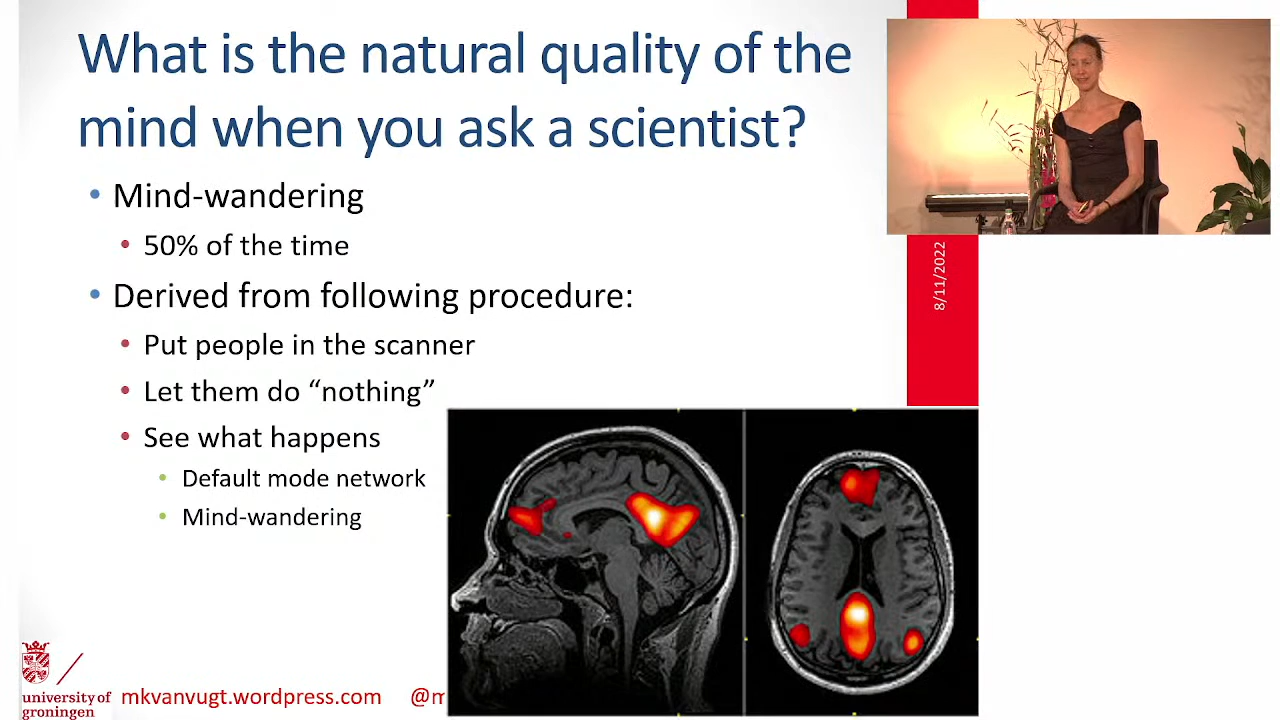 What is the natural quality of the
mind when you ask a scientist?
• Mind-wandering
• 50% of the time
• Derived from following procedure:
• Put people in the scanner
• Let them do “nothing”
• See what happens
• Default mode network
• Mind-wandering
8/11/2022
university of
groningen
mkvanvugt.wordpress.com
@m